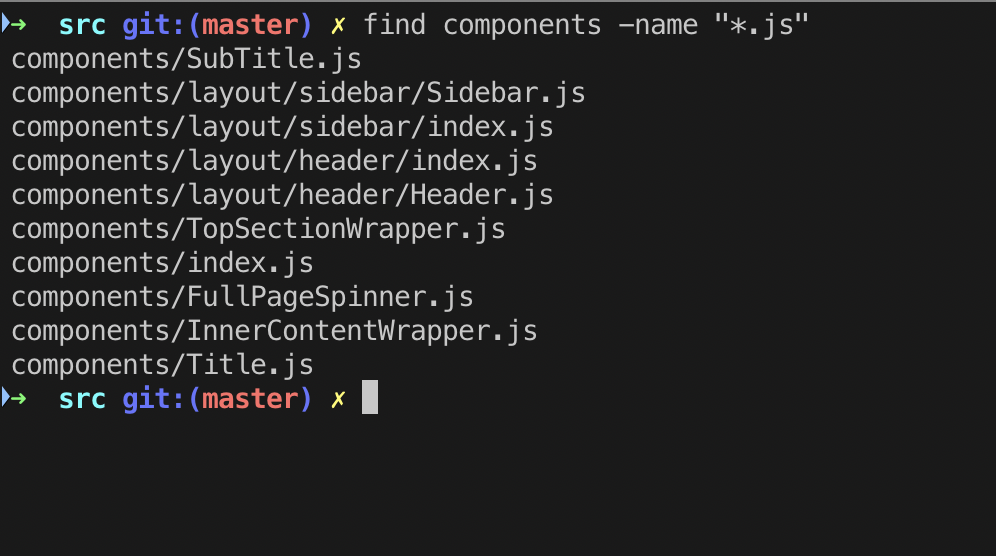 ➜  src git:(master) ✗ find components -name "*.js"
components/SubTitle.js
components/layout/sidebar/Sidebar.js
components/layout/sidebar/index.js
components/layout/header/index.js
components/layout/header/Header.js
components/TopSectionWrapper.js
components/index.js
components/FullPageSpinner.js
components/InnerContentWrapper.js
components/Title.js
➜  src git:(master) ✗